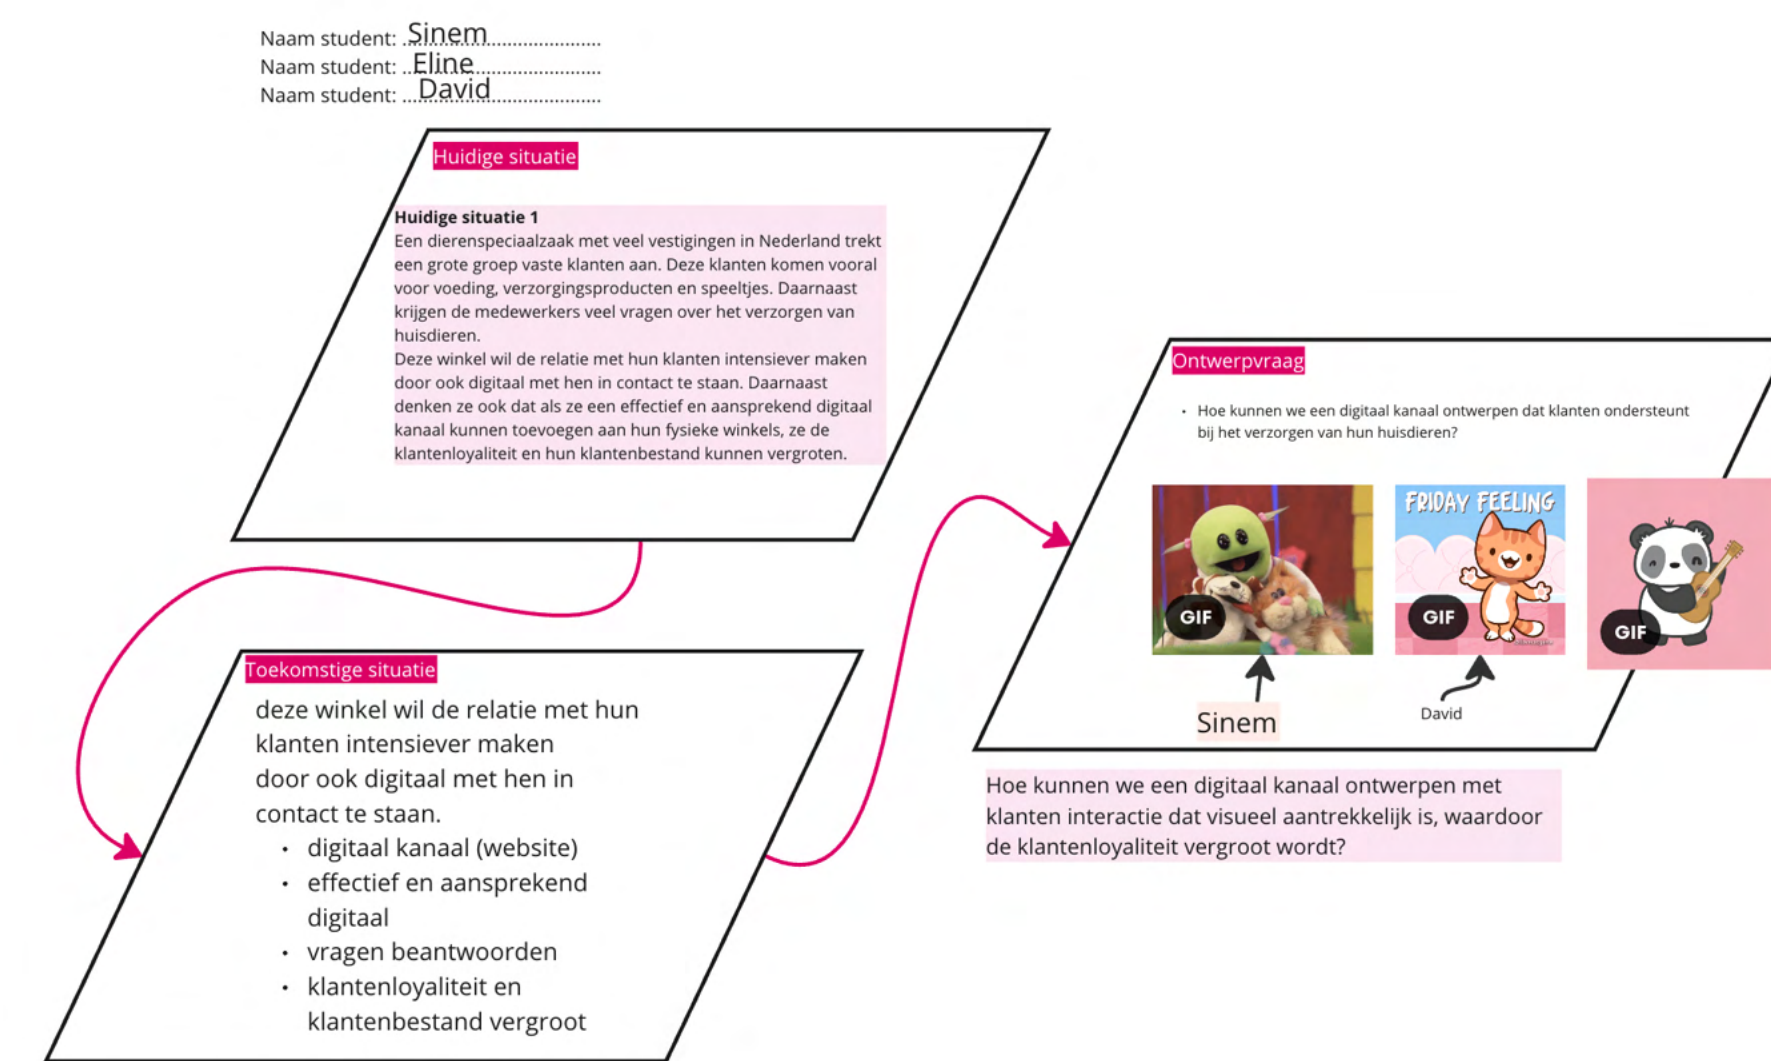 Naam student: Sinem
Naam student: Eline
Naam student: David
Huidige situatie
Huidige situatie 1
Een dierenspeciaalzaak met veel vestigingen in Nederland trekt
een grote groep vaste klanten aan. Deze klanten komen vooral
voor voeding, verzorgingsproducten en speeltjes. Daarnaast
krijgen de medewerkers veel vragen over het verzorgen van
huisdieren.
Deze winkel wil de relatie met hun klanten intensiever maken
door ook digitaal met hen in contact te staan. Daarnaast
denken ze ook dat als ze een effectief en aansprekend digitaal
kanaal kunnen toevoegen aan hun fysieke winkels, ze de
klantenloyaliteit en hun klantenbestand kunnen vergroten.
Toekomstige situatie
deze winkel wil de relatie met hun
klanten intensiever maken
door ook digitaal met hen in
contact te staan.
• digitaal kanaal (website)
• effectief en aansprekend
digitaal
• vragen beantwoorden
• klantenloyaliteit en
klantenbestand vergroot
Ontwerpvraag
• Hoe kunnen we een digitaal kanaal ontwerpen dat klanten ondersteunt
bij het verzorgen van hun huisdieren?
FRIDAY FEELING
GIF
GIF
GIF
Sinem
David
Hoe kunnen we een digitaal kanaal ontwerpen met
klanten interactie dat visueel aantrekkelijk is, waardoor
de klantenloyaliteit vergroot wordt?